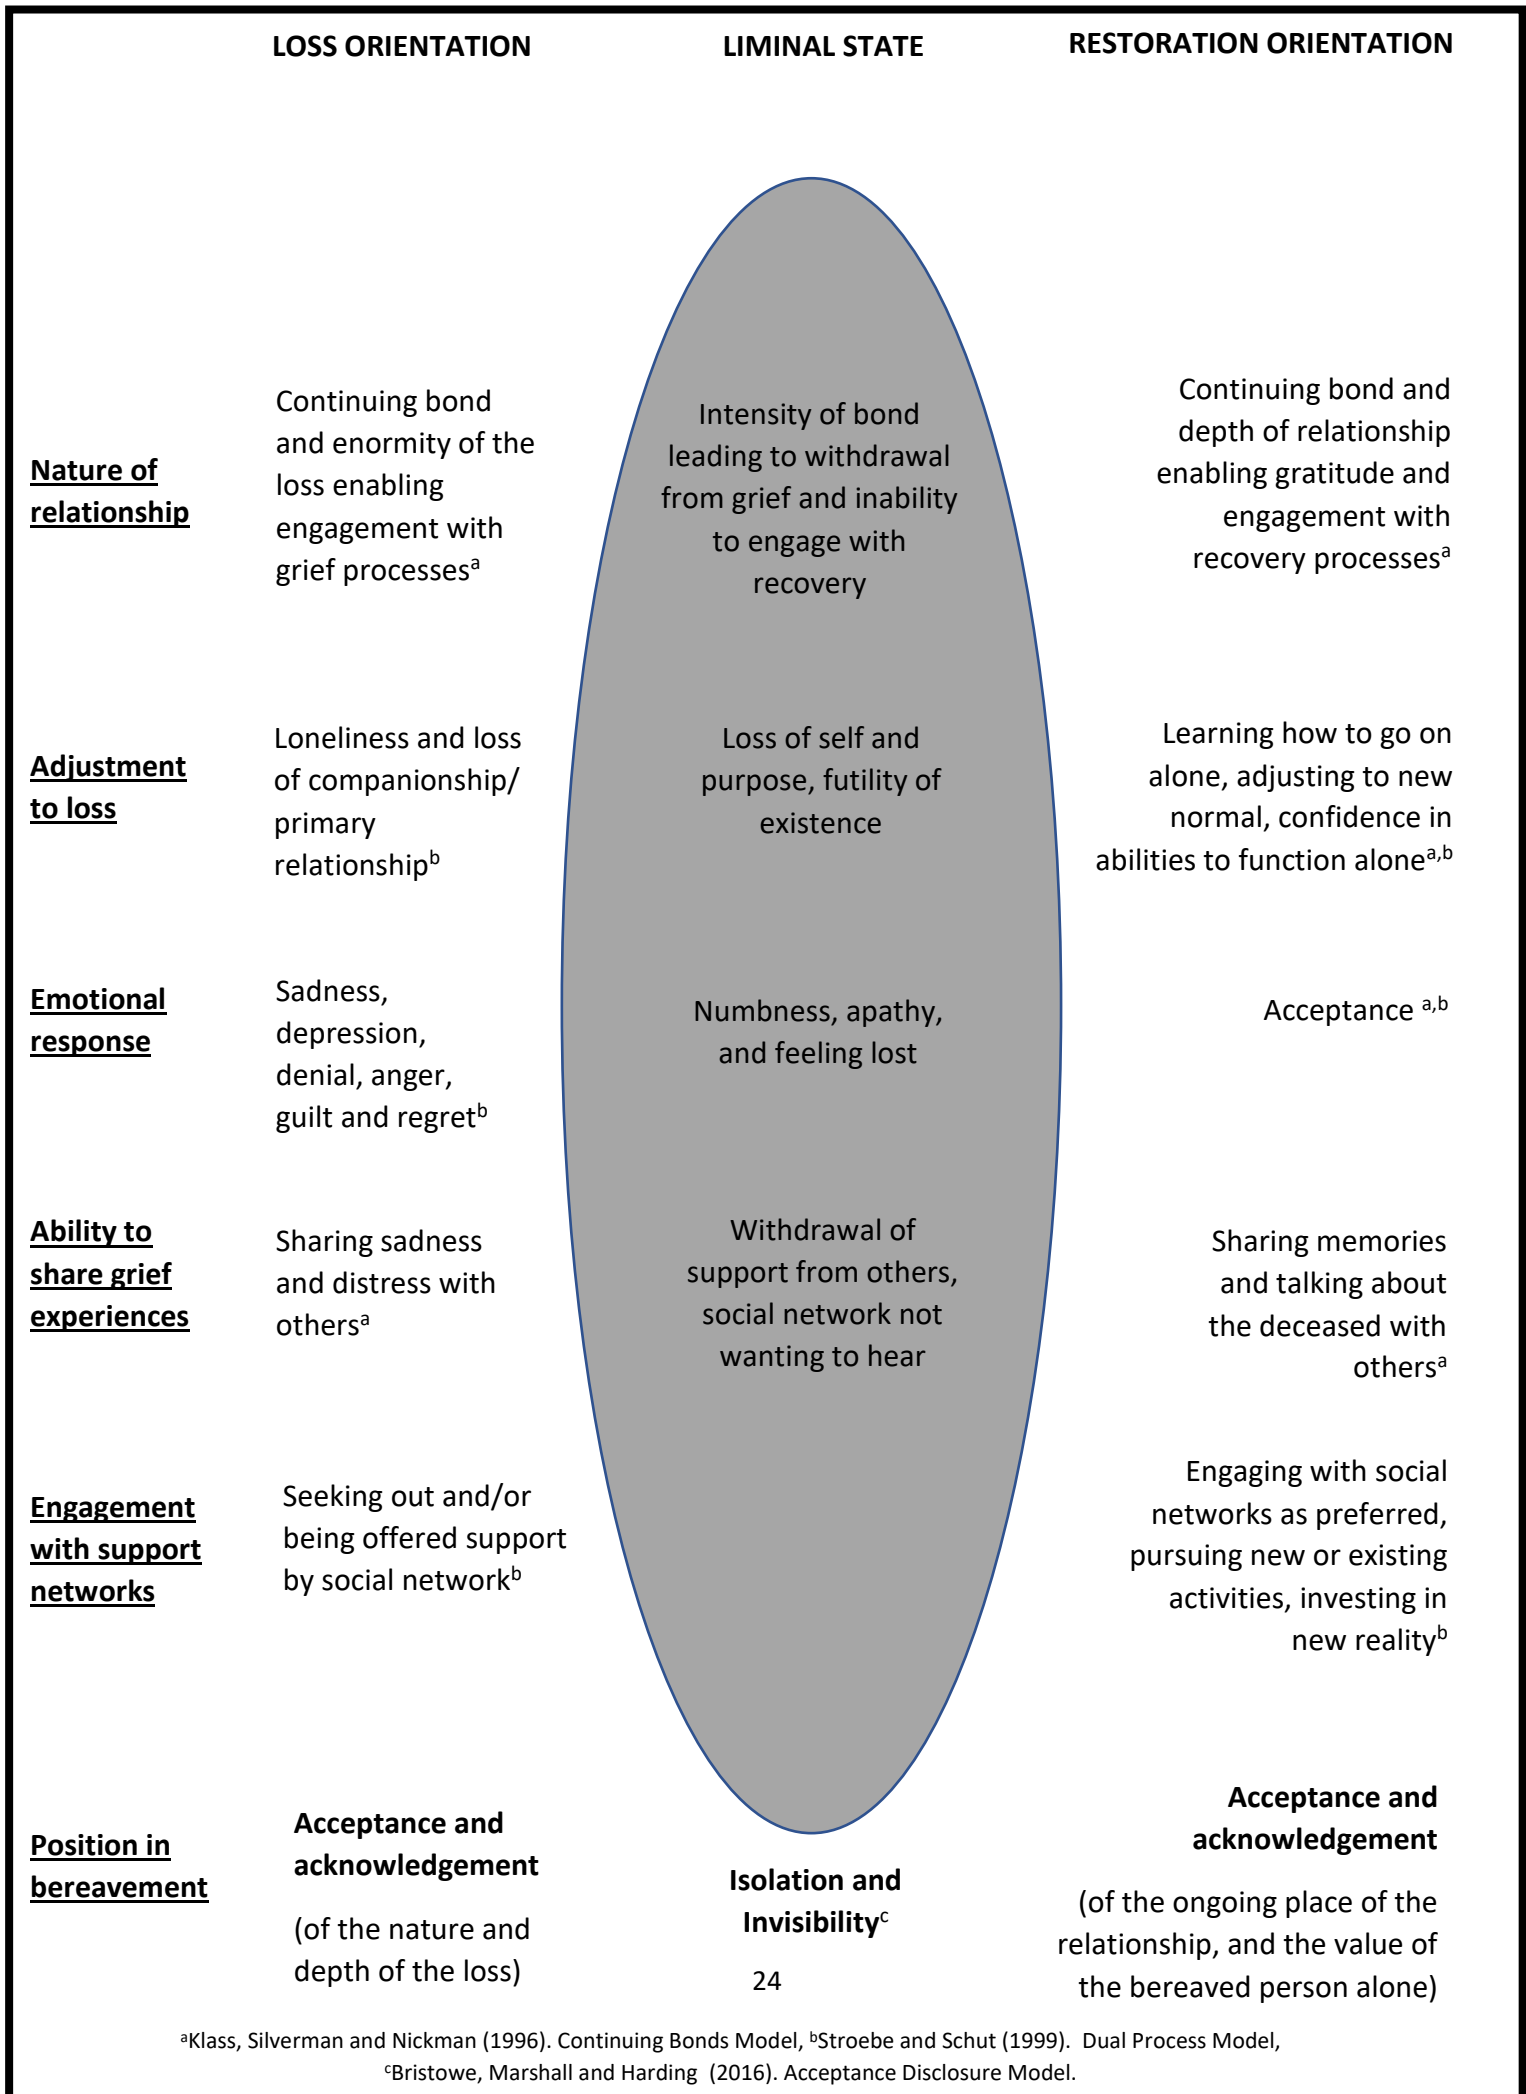 LOSS ORIENTATION
LIMINAL STATE
RESTORATION ORIENTATION
Nature of
relationship
Continuing bond
and enormity of the
loss enabling
engagement with
grief processesᵃ
Intensity of bond
leading to withdrawal
from grief and inability
to engage with
recovery
Continuing bond and
depth of relationship
enabling gratitude and
engagement with
recovery processesᵃ
Adjustment
to loss
Loneliness and loss
of companionship/
primary
relationshipᵇ
Loss of self and
purpose, futility of
existence
Learning how to go on
alone, adjusting to new
normal, confidence in
abilities to function aloneᵃ,ᵇ
Emotional
response
Sadness,
depression,
denial, anger,
guilt and regretᵇ
Numbness, apathy,
and feeling lost
Acceptance ᵃ,ᵇ
Ability to
share grief
experiences
Sharing sadness
and distress with
othersᵃ
Withdrawal of
support from others,
social network not
wanting to hear
Sharing memories
and talking about
the deceased with
othersᵃ
Engagement
with support
networks
Seeking out and/or
being offered support
by social networkᵇ
Engaging with social
networks as preferred,
pursuing new or existing
activities, investing in
new realityᵇ
Position in
bereavement
Acceptance and
acknowledgement
(of the nature and
depth of the loss)
Isolation and
Invisibilityᶜ
24
Acceptance and
acknowledgement
(of the ongoing place of the
relationship, and the value of
the bereaved person alone)
ᵃKlass, Silverman and Nickman (1996). Continuing Bonds Model, ᵇStroebe and Schut (1999). Dual Process Model,
ᶜBristowe, Marshall and Harding (2016). Acceptance Disclosure Model.